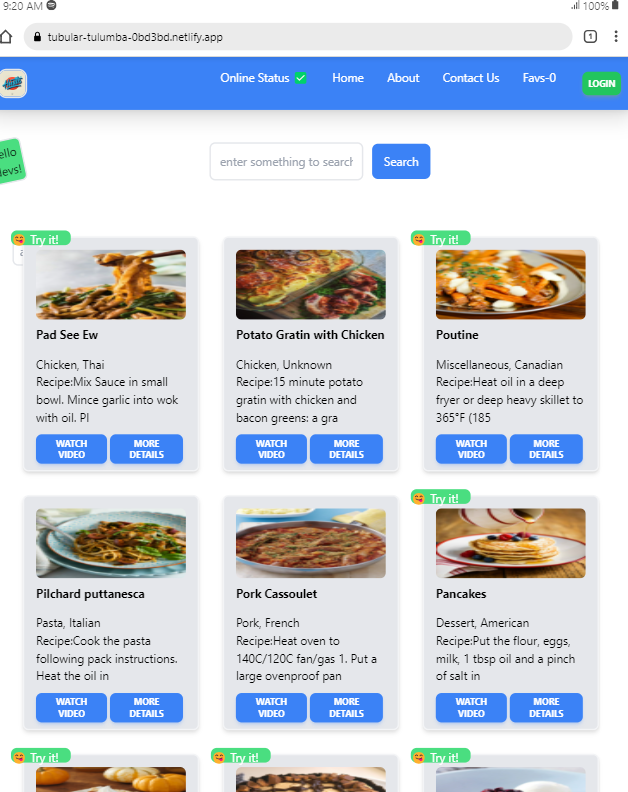 9:20 AM
100%
tubular-tulumba-0bd3bd.netlify.app
1
Online Status Home About Contact Us Favs-0 LOGIN
ello
devs!
enter something to search
Search
Try it!
Pad See Ew
Chicken, Thai
Recipe:Mix Sauce in small
bowl. Mince garlic into wok
with oil. Pl
WATCH
VIDEO
MORE
DETAILS
Potato Gratin with Chicken
Chicken, Unknown
Recipe:15 minute potato
gratin with chicken and
bacon greens: a gra
WATCH
VIDEO
MORE
DETAILS
Try it!
Poutine
Miscellaneous, Canadian
Recipe:Heat oil in a deep
fryer or deep heavy skillet to
365°F (185
WATCH
VIDEO
MORE
DETAILS
Pilchard puttanesca
Pasta, Italian
Recipe:Cook the pasta
following pack instructions.
Heat the oil in
WATCH
VIDEO
MORE
DETAILS
Pork Cassoulet
Pork, French
Recipe:Heat oven to
140C/120C fan/gas 1. Put a
large ovenproof pan
WATCH
VIDEO
MORE
DETAILS
Try it!
Pancakes
Dessert, American
Recipe:Put the flour, eggs,
milk, 1 tbsp oil and a pinch
of salt in
WATCH
VIDEO
MORE
DETAILS
Try it!
Try it!
Try it!